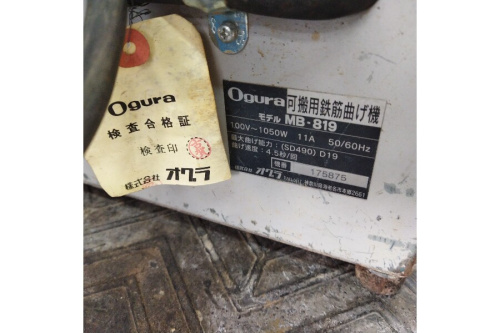 Ogura
検査合格証
検査印
株式会社 オグラ
Ogura 可搬用鉄筋曲げ機
モデル MB-819
100V~1050W 11A 50/60Hz
最大曲げ能力:(SD490) D19
曲げ速度:4.5秒/回
機番 175875
株式会社 オグラ